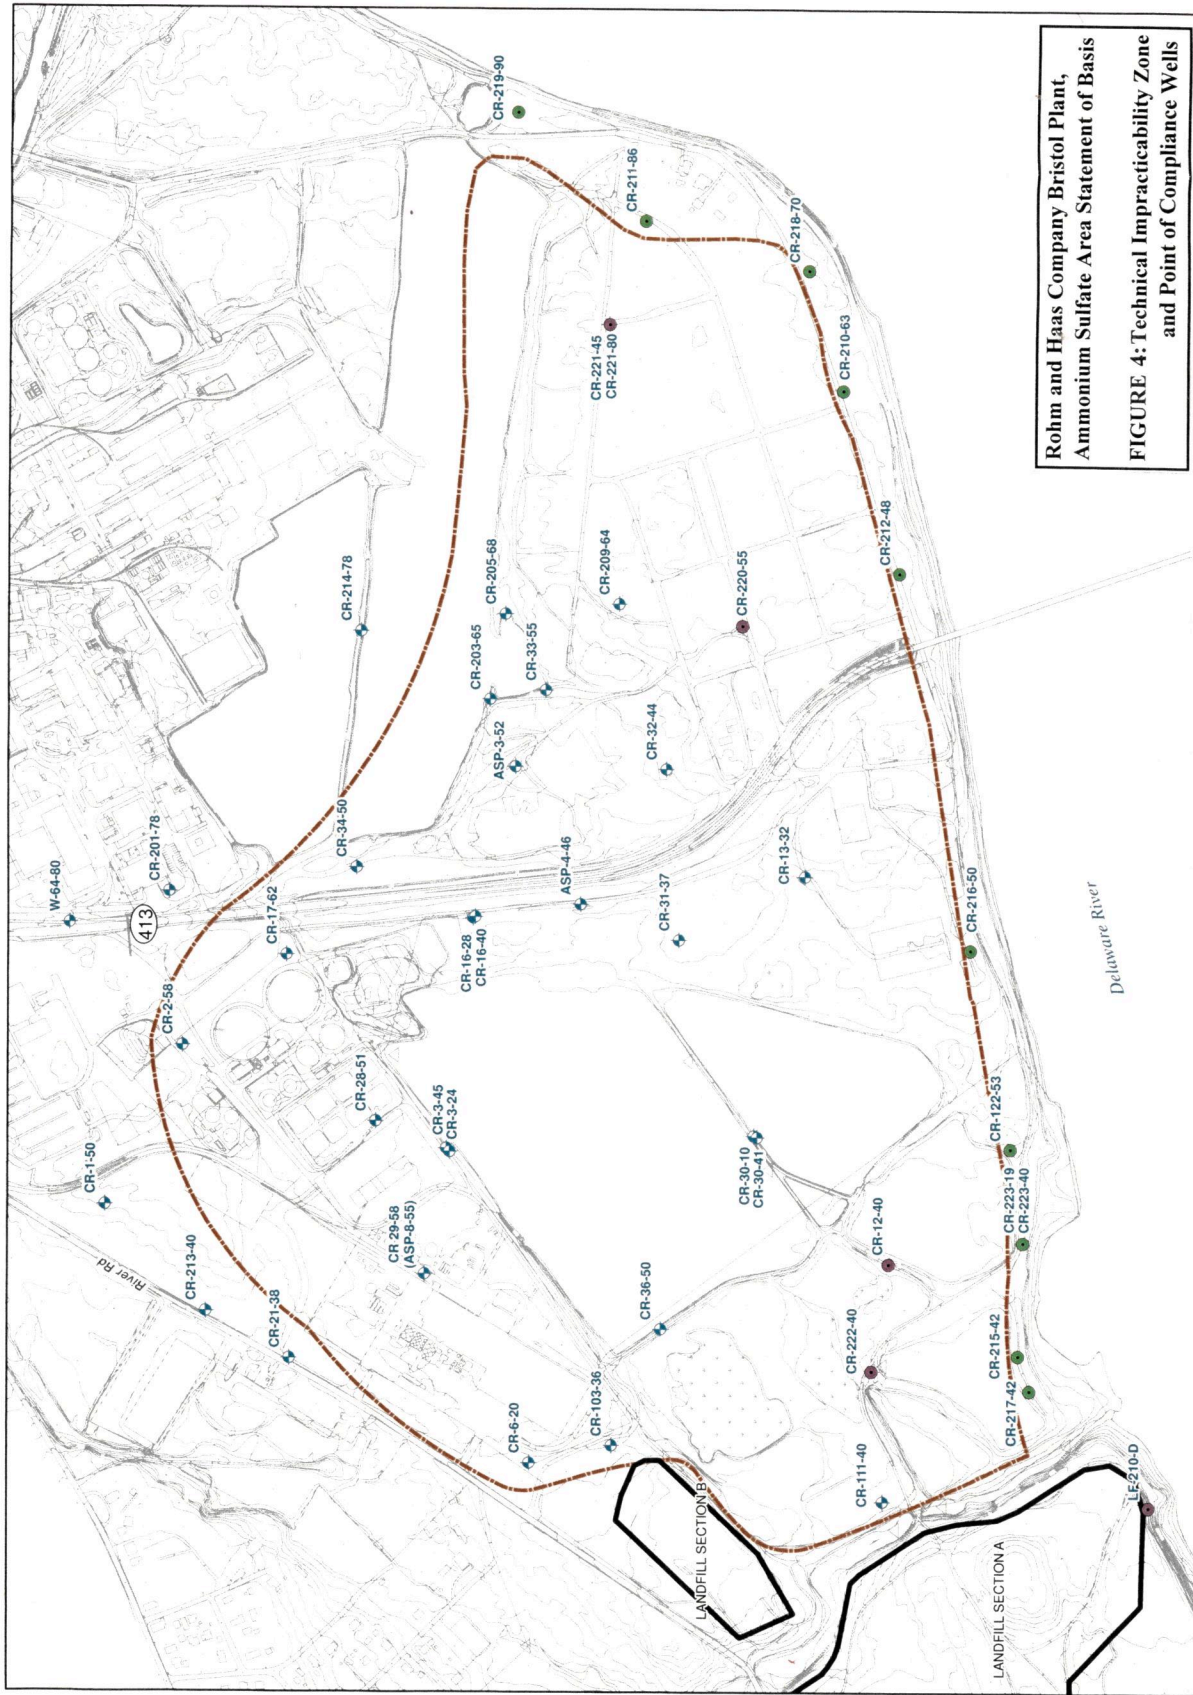 Rohm and Haas Company Bristol Plant,
Ammonium Sulfate Area Statement of Basis
FIGURE 4: Technical Impracticability Zone
and Point of Compliance Wells
CR-219-90
CR-211-86
CR-218-70
CR-221-45
CR-221-80
CR-210-63
CR-212-48
CR-214-78
CR-205-68
CR-209-64
CR-203-65
CR-33-55
CR-220-55
ASP-3-52
CR-32-44
W-64-80
CR-201-78
413
CR-34-50
CR-17-62
ASP-4-46
CR-13-32
CR-16-28
CR-16-40
CR-31-37
CR-216-50
CR-2-58
Delaware River
CR-28-51
CR-1-50
CR-3-45
CR-3-24
CR-30-10
CR-30-41
CR-122-53
CR-223-19
CR-223-40
River Rd
CR-213-40
CR 29-58
(ASP-8-55)
CR-12-40
CR-21-38
CR-36-50
CR-222-40
CR-215-42
CR-217-42
CR-6-20
CR-103-36
CR-111-40
LF-210-D
LANDFILL SECTION B
LANDFILL SECTION A